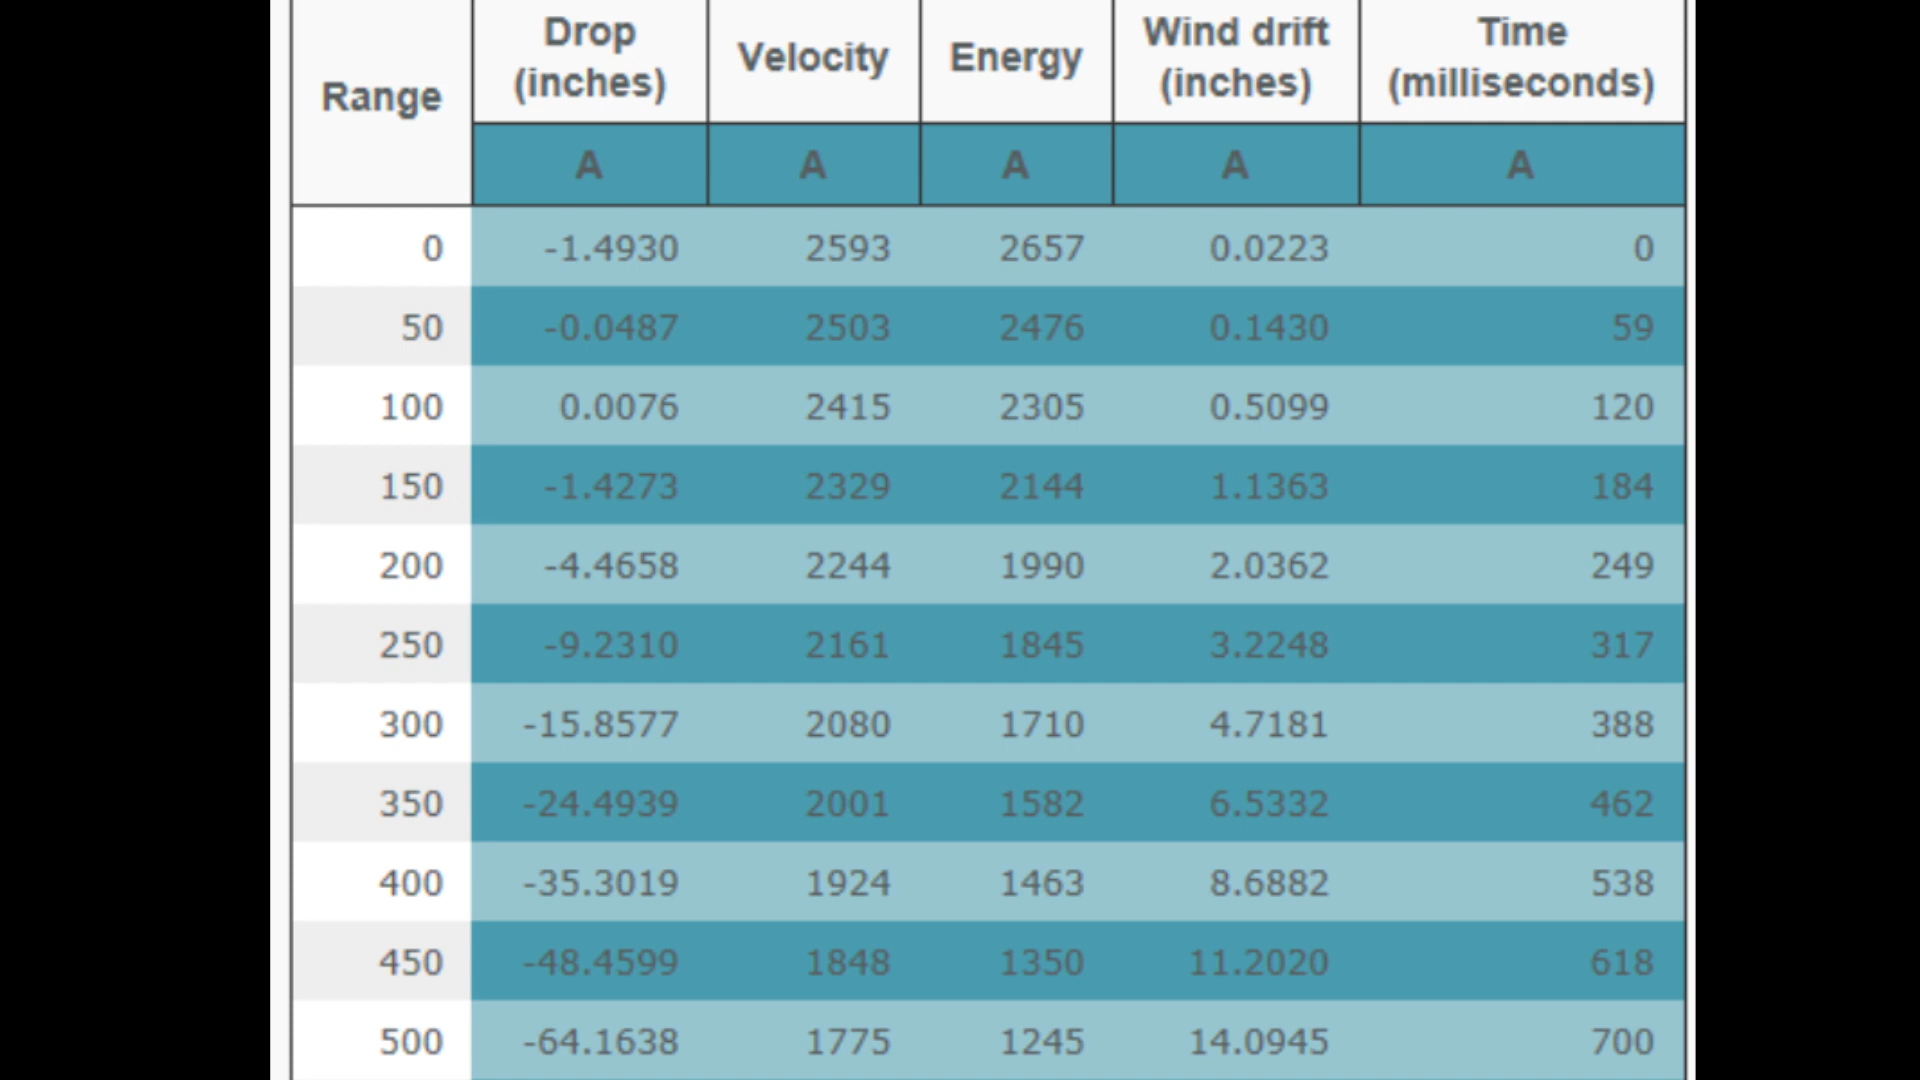 Range Drop (inches) Velocity Energy Wind drift (inches) Time (milliseconds)
A A A A A
0 -1.4930 2593 2657 0.0223 0
50 -0.0487 2503 2476 0.1430 59
100 0.0076 2415 2305 0.5099 120
150 -1.4273 2329 2144 1.1363 184
200 -4.4658 2244 1990 2.0362 249
250 -9.2310 2161 1845 3.2248 317
300 -15.8577 2080 1710 4.7181 388
350 -24.4939 2001 1582 6.5332 462
400 -35.3019 1924 1463 8.6882 538
450 -48.4599 1848 1350 11.2020 618
500 -64.1638 1775 1245 14.0945 700